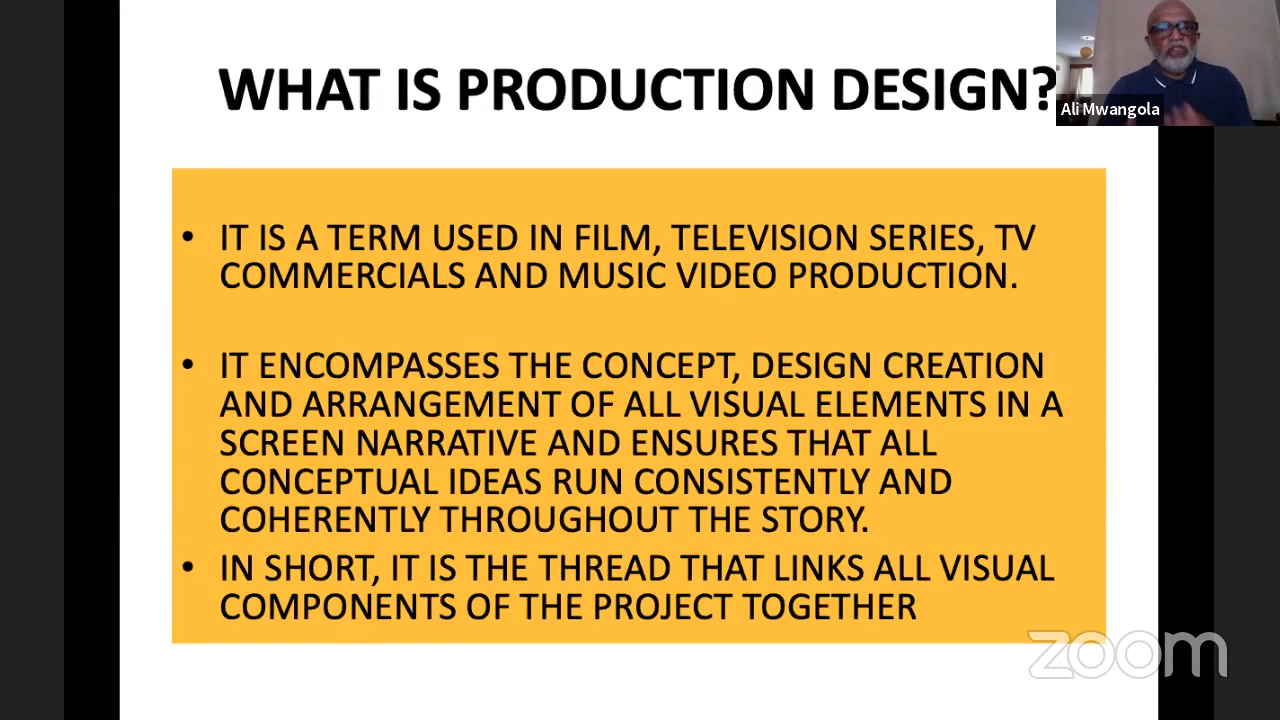 WHAT IS PRODUCTION DESIGN?
Ali Mwangola
• IT IS A TERM USED IN FILM, TELEVISION SERIES, TV
COMMERCIALS AND MUSIC VIDEO PRODUCTION.
• IT ENCOMPASSES THE CONCEPT, DESIGN CREATION
AND ARRANGEMENT OF ALL VISUAL ELEMENTS IN A
SCREEN NARRATIVE AND ENSURES THAT ALL
CONCEPTUAL IDEAS RUN CONSISTENTLY AND
COHERENTLY THROUGHOUT THE STORY.
• IN SHORT, IT IS THE THREAD THAT LINKS ALL VISUAL
COMPONENTS OF THE PROJECT TOGETHER
zoom